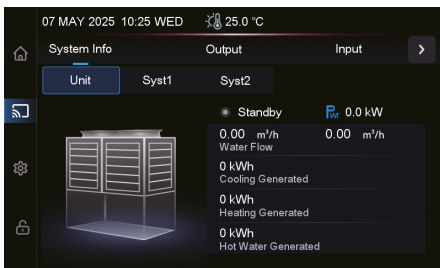 07 MAY 2025 10:25 WED 25.0 °C
System Info Output Input
Unit Syst1 Syst2
Standby Pwr 0.0 kW
0.00 m³/h 0.00 m³/h
Water Flow
0 kWh
Cooling Generated
0 kWh
Heating Generated
0 kWh
Hot Water Generated